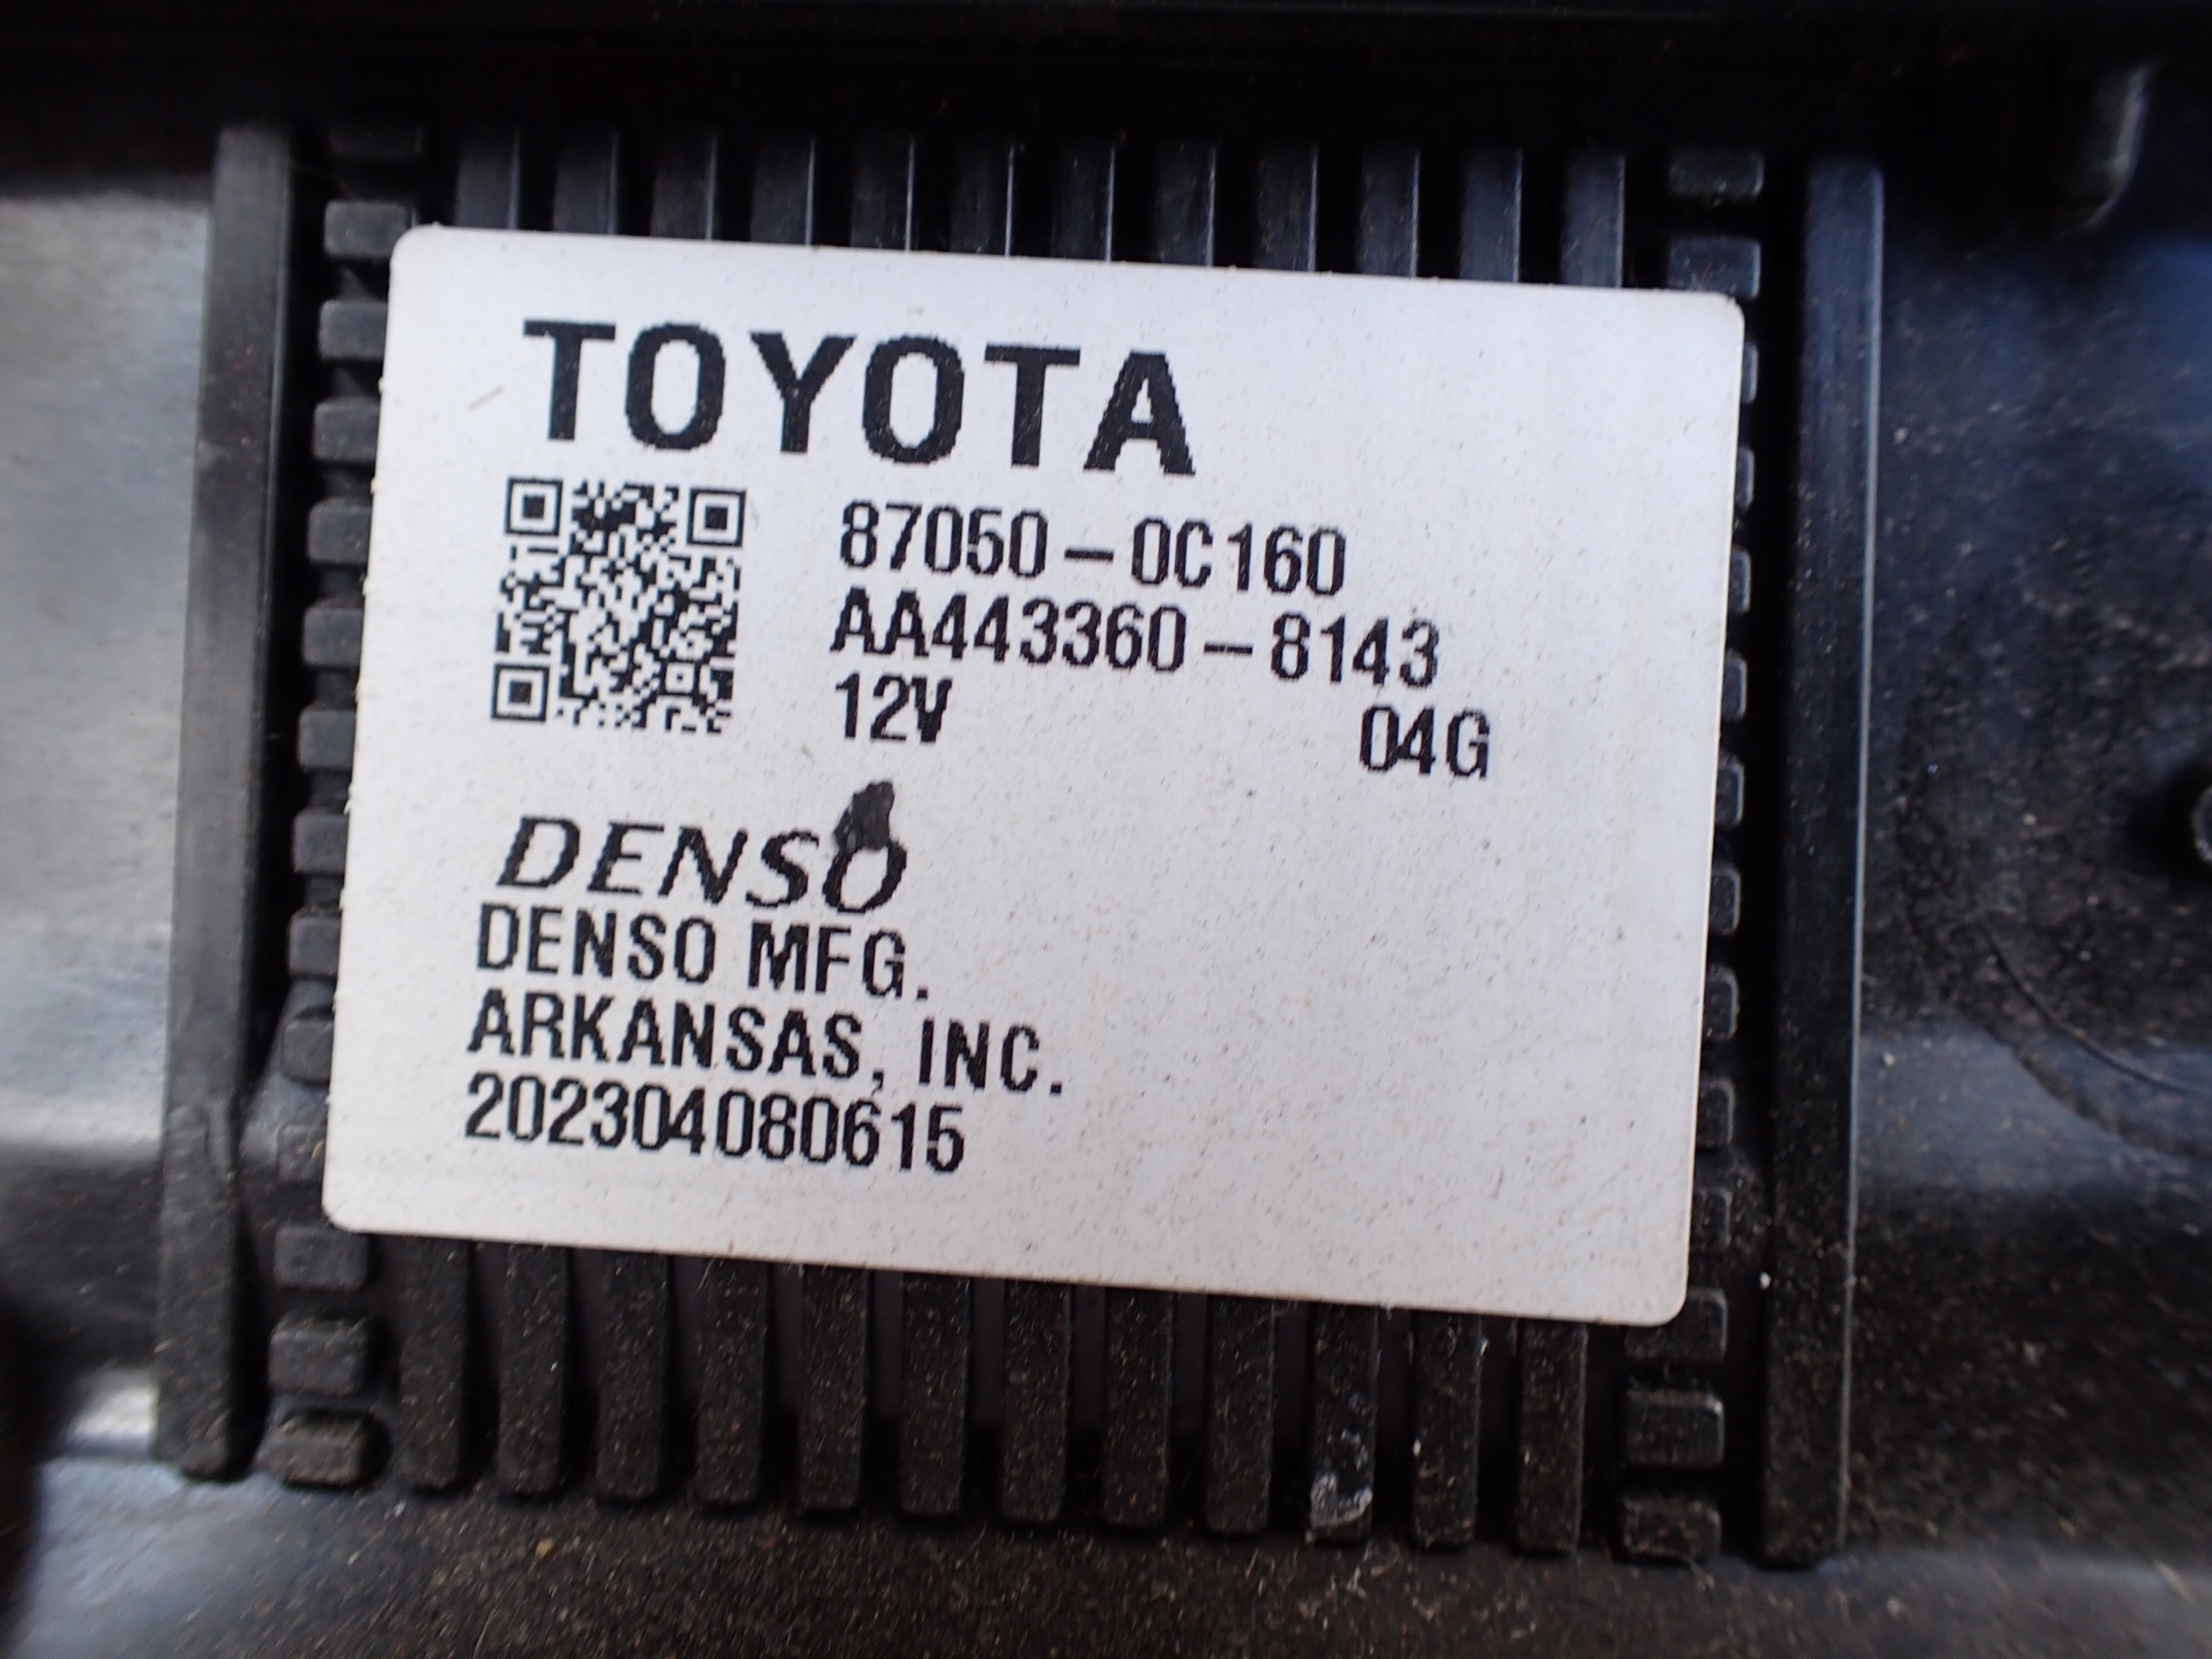 TOYOTA
87050-0C160
AA443360-8143
12V 04G
DENSO
DENSO MFG.
ARKANSAS, INC.
202304080615